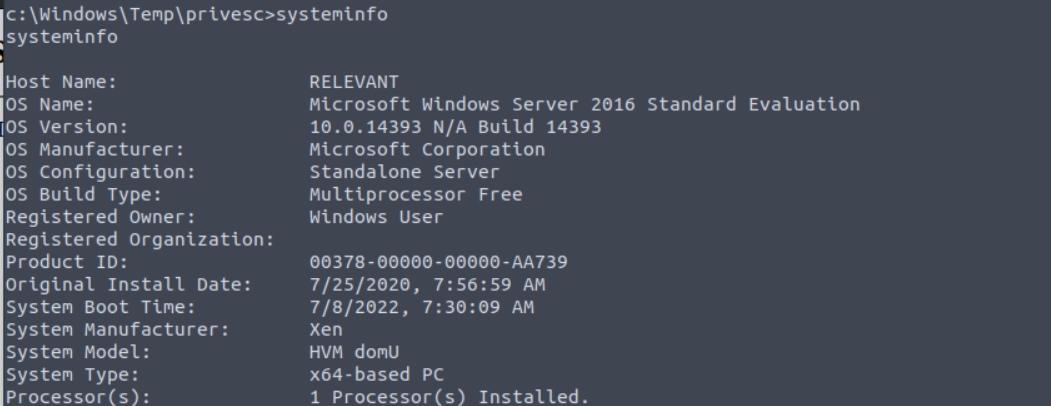 c:\Windows\Temp\privesc>systeminfo
systeminfo
Host Name: RELEVANT
OS Name: Microsoft Windows Server 2016 Standard Evaluation
OS Version: 10.0.14393 N/A Build 14393
OS Manufacturer: Microsoft Corporation
OS Configuration: Standalone Server
OS Build Type: Multiprocessor Free
Registered Owner: Windows User
Registered Organization:
Product ID: 00378-00000-00000-AA739
Original Install Date: 7/25/2020, 7:56:59 AM
System Boot Time: 7/8/2022, 7:30:09 AM
System Manufacturer: Xen
System Model: HVM domU
System Type: x64-based PC
Processor(s): 1 Processor(s) Installed.